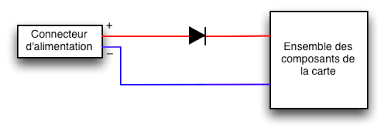 Connecteur
d'alimentation
+
−
Ensemble des
composants de
la carte